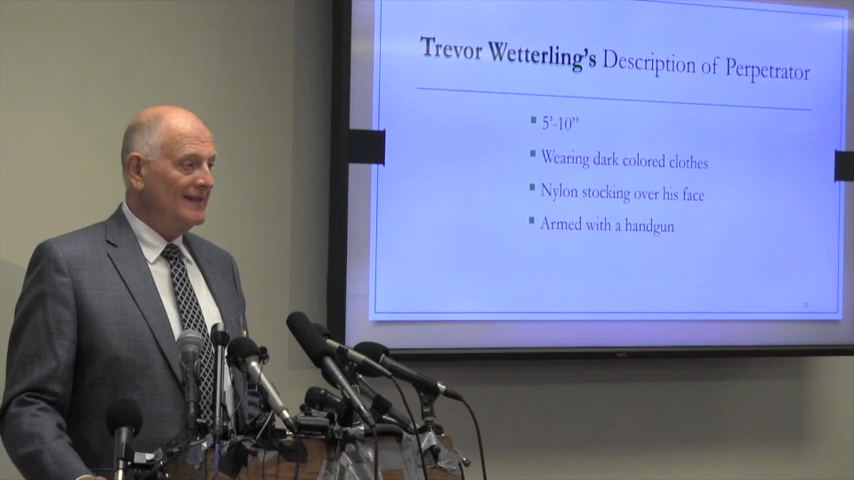 Trevor Wetterling's Description of Perpetrator
5'-10"
Wearing dark colored clothes
Nylon stocking over his face
Armed with a handgun